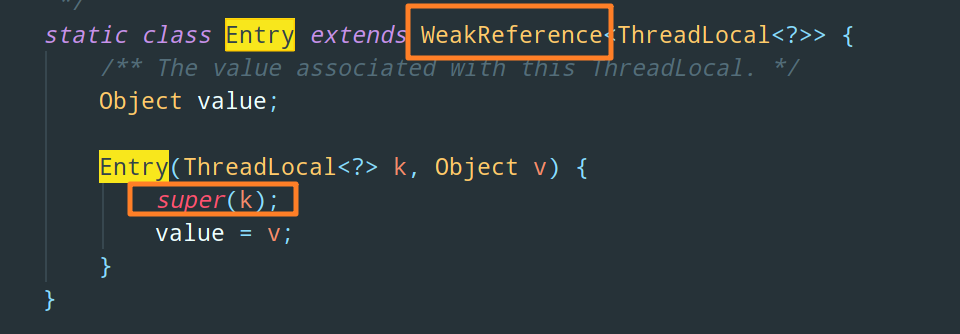 */
static class Entry extends WeakReference<ThreadLocal<?>> {
/** The value associated with this ThreadLocal. */
Object value;
Entry(ThreadLocal<?> k, Object v) {
super(k);
value = v;
}
}